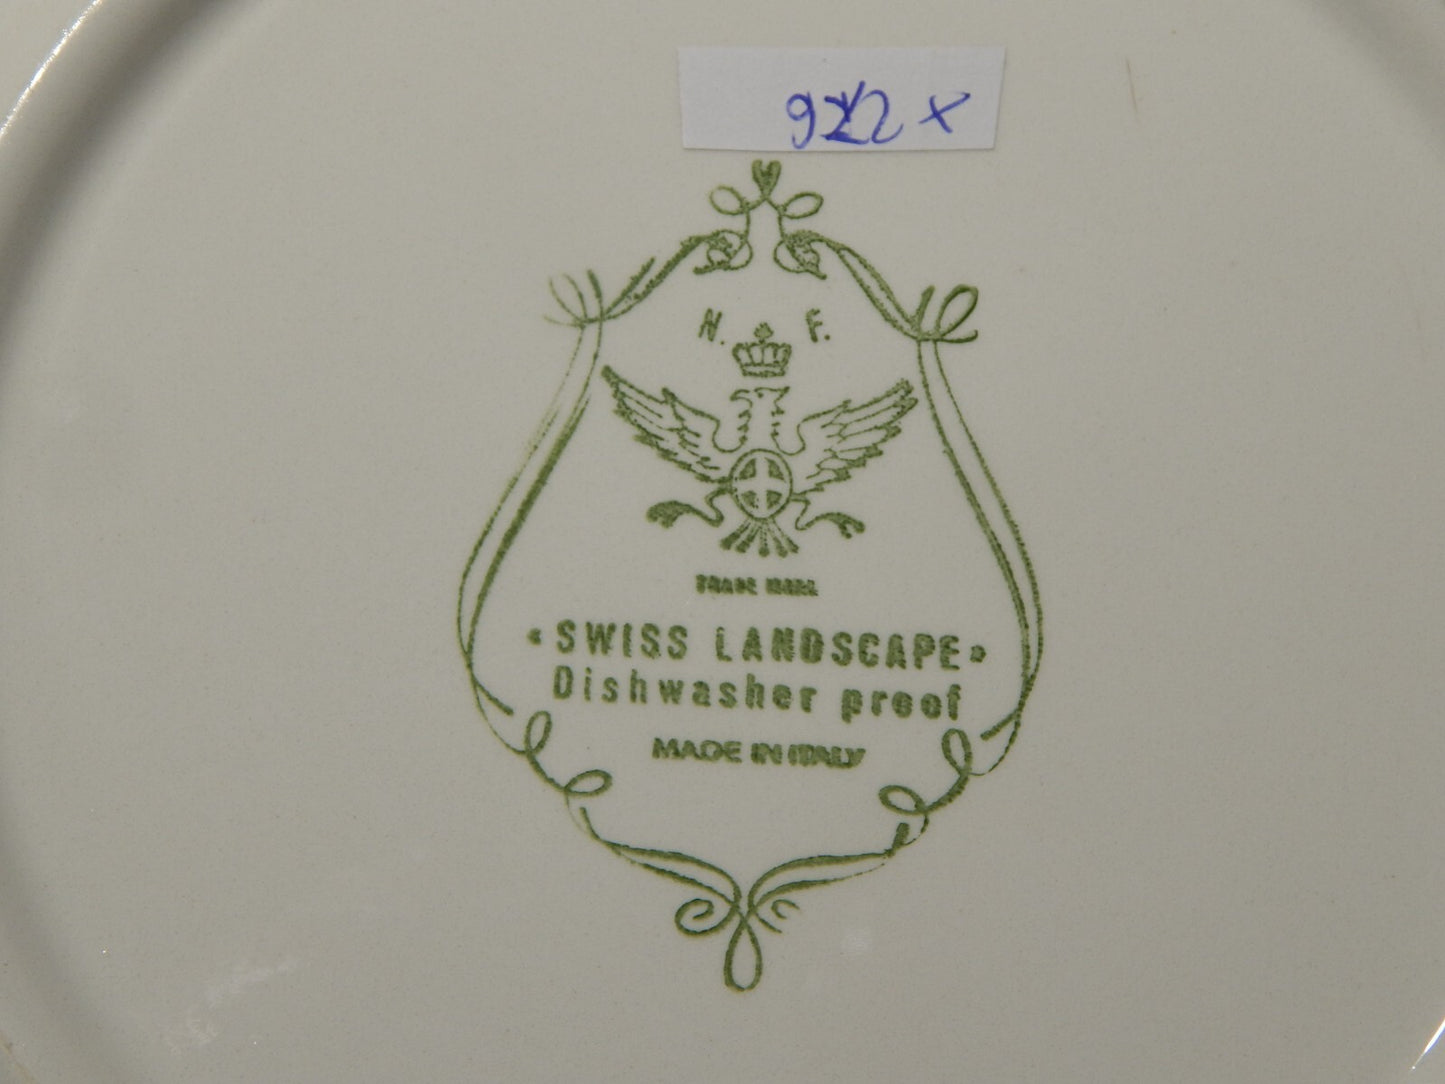 N. F.
TRADE MARK
«SWISS LANDSCAPE»
Dishwasher proof
MADE IN ITALY